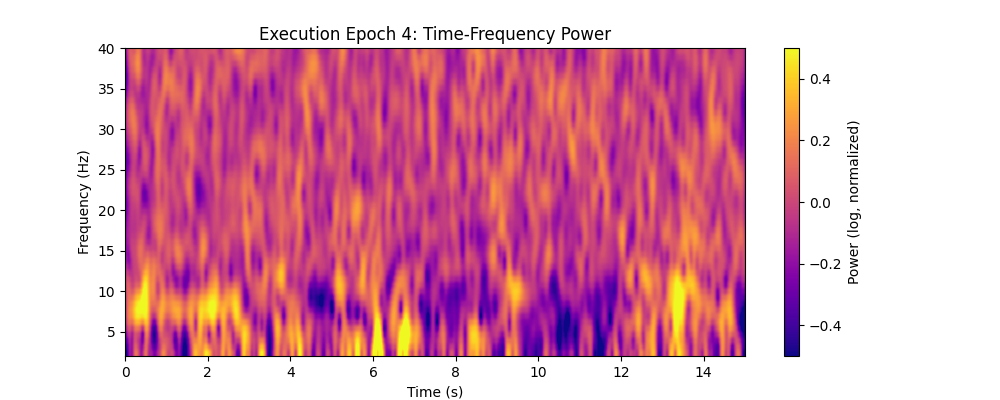 Execution Epoch 4: Time-Frequency Power
Frequency (Hz)
40
35
30
25
20
15
10
5
0 2 4 6 8 10 12 14
Time (s)
0.4
0.2
0.0
−0.2
−0.4
Power (log, normalized)